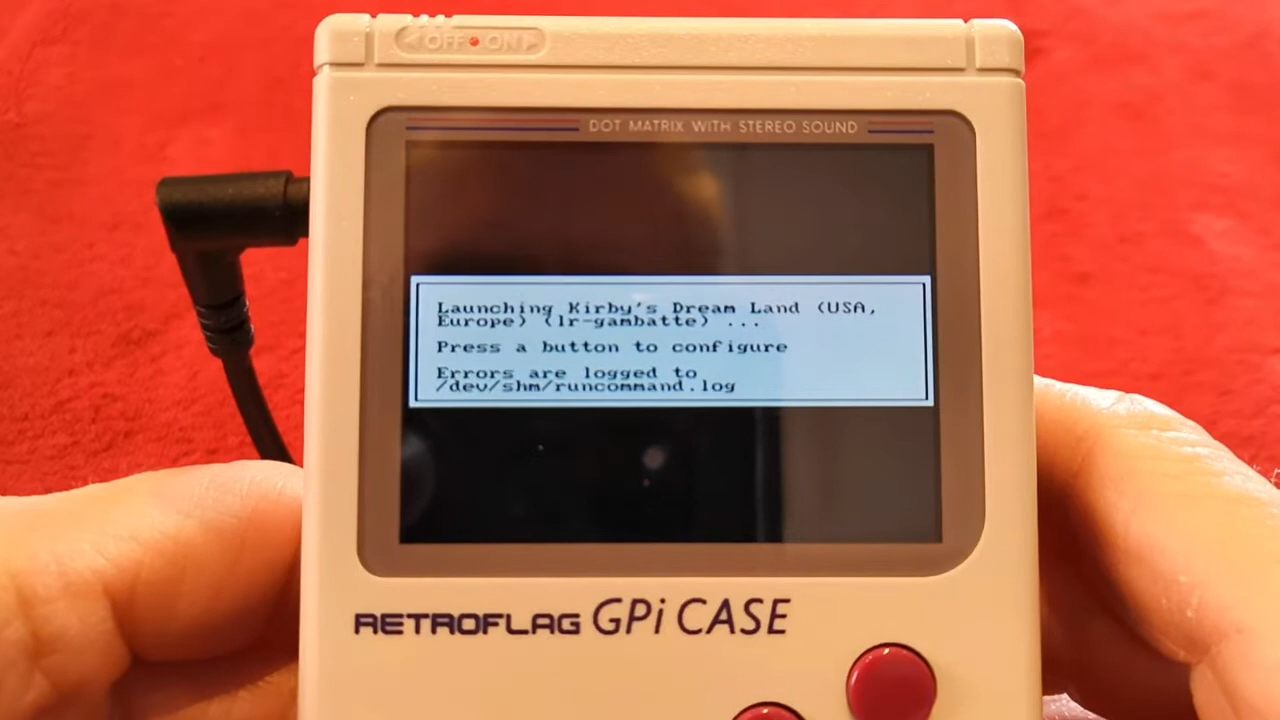 OFF ON
DOT MATRIX WITH STEREO SOUND
Launching Kirby's Dream Land (USA,
Europe) (lr-gambatte) ...
Press a button to configure
Errors are logged to
/dev/shm/runcommand.log
RETROFLAG GPi CASE